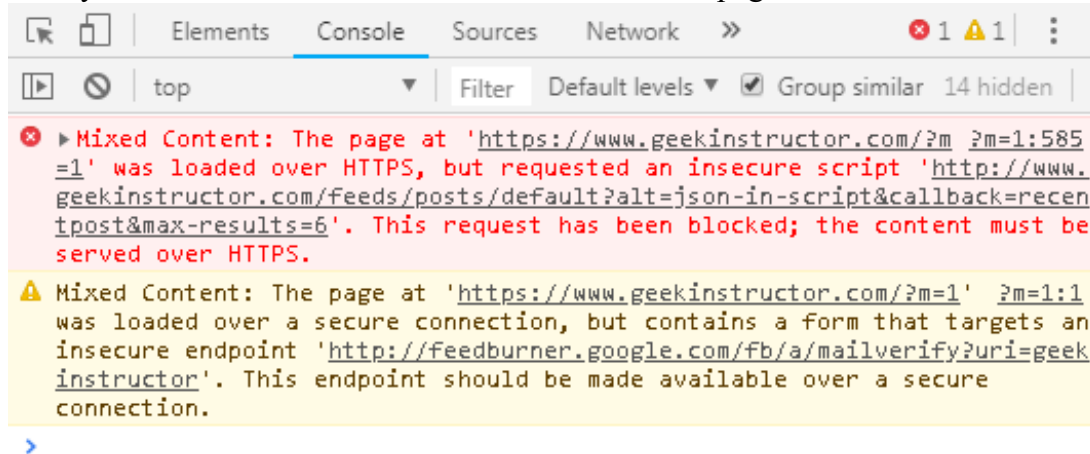 Elements Console Sources Network » 1 1
top Filter Default levels Group similar 14 hidden
Mixed Content: The page at 'https://www.geekinstructor.com/?m ?m=1:585
=1' was loaded over HTTPS, but requested an insecure script 'http://www.
geekinstructor.com/feeds/posts/default?alt=json-in-script&callback=recen
tpost&max-results=6'. This request has been blocked; the content must be
served over HTTPS.
Mixed Content: The page at 'https://www.geekinstructor.com/?m=1' ?m=1:1
was loaded over a secure connection, but contains a form that targets an
insecure endpoint 'http://feedburner.google.com/fb/a/mailverify?uri=geek
instructor'. This endpoint should be made available over a secure
connection.